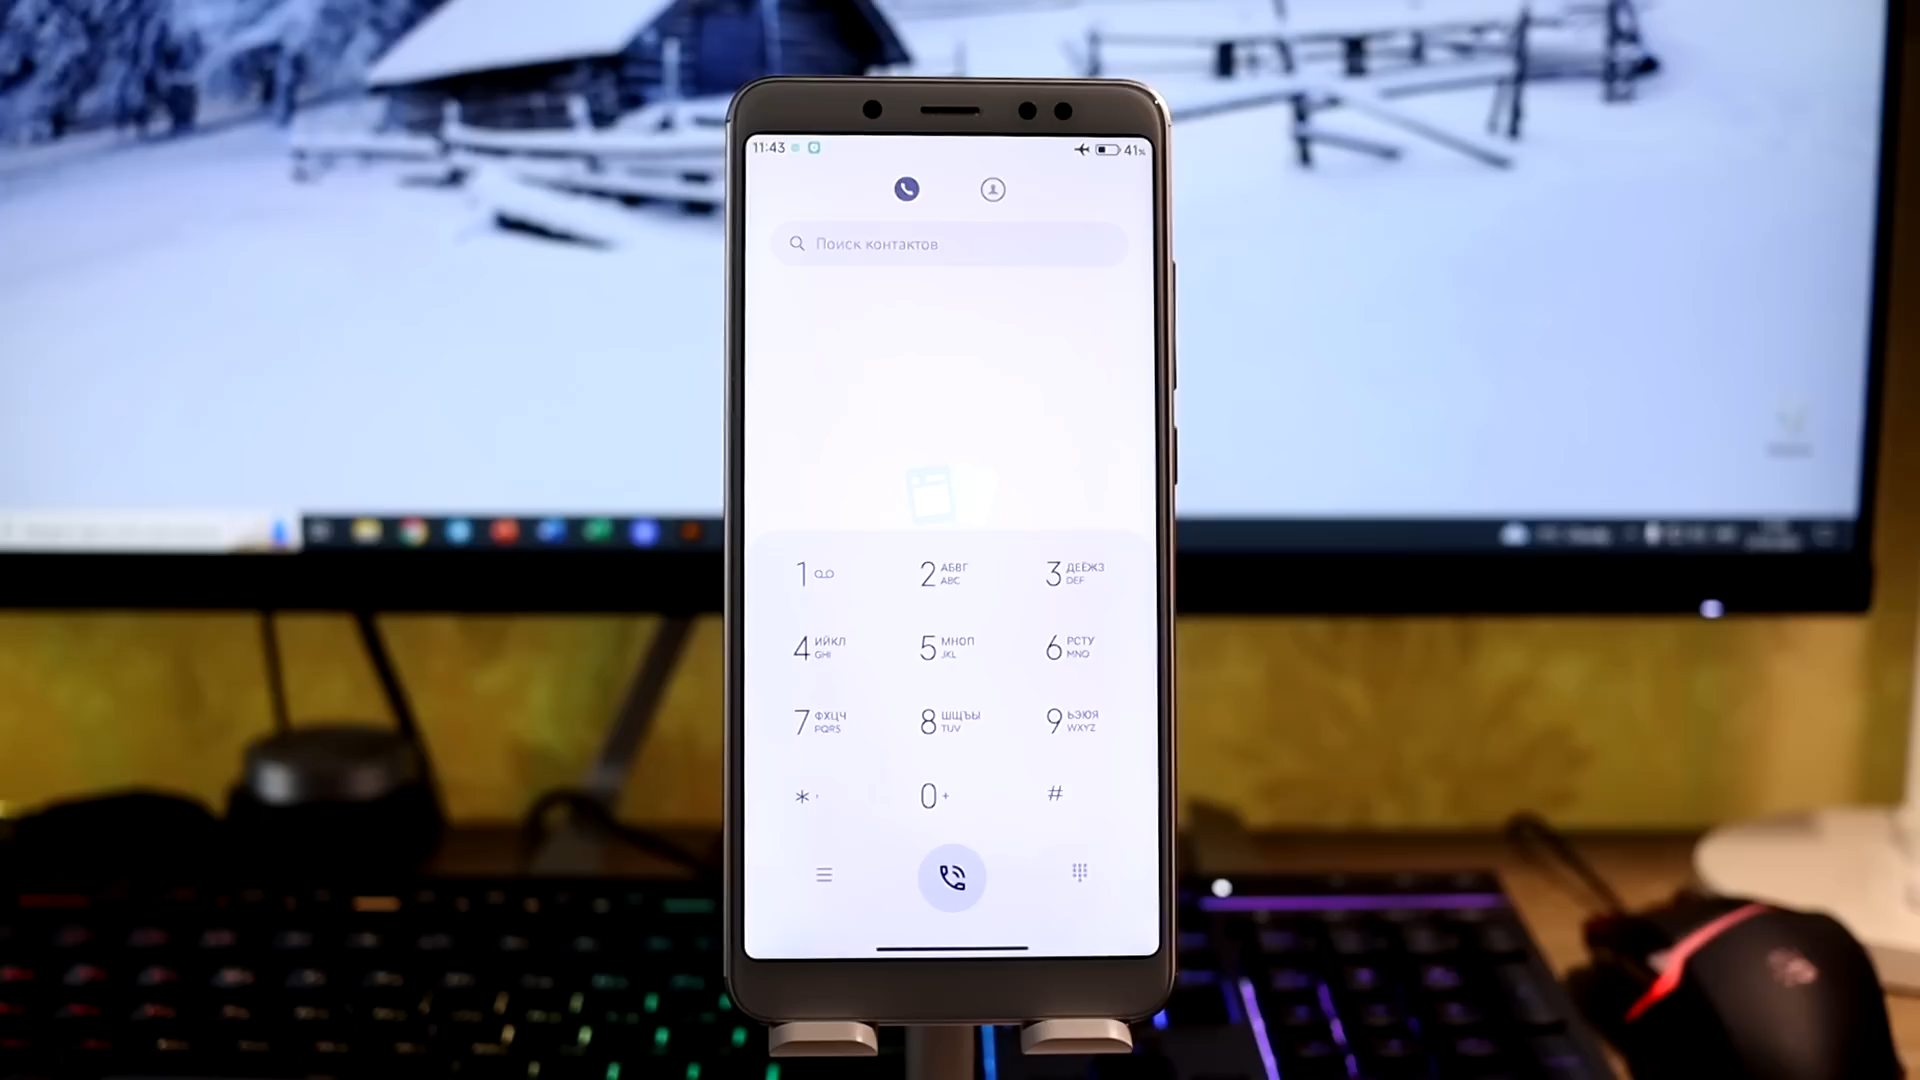 11:43 41%
Поиск контактов
1 2 АБВГ ABC 3 ДЕЁЖЗ DEF
4 ИЙКЛ GHI 5 МНОП JKL 6 РСТУ MNO
7 ФХЦЧ PQRS 8 ШЩЪЫ TUV 9 ЬЭЮЯ WXYZ
* , 0 + #